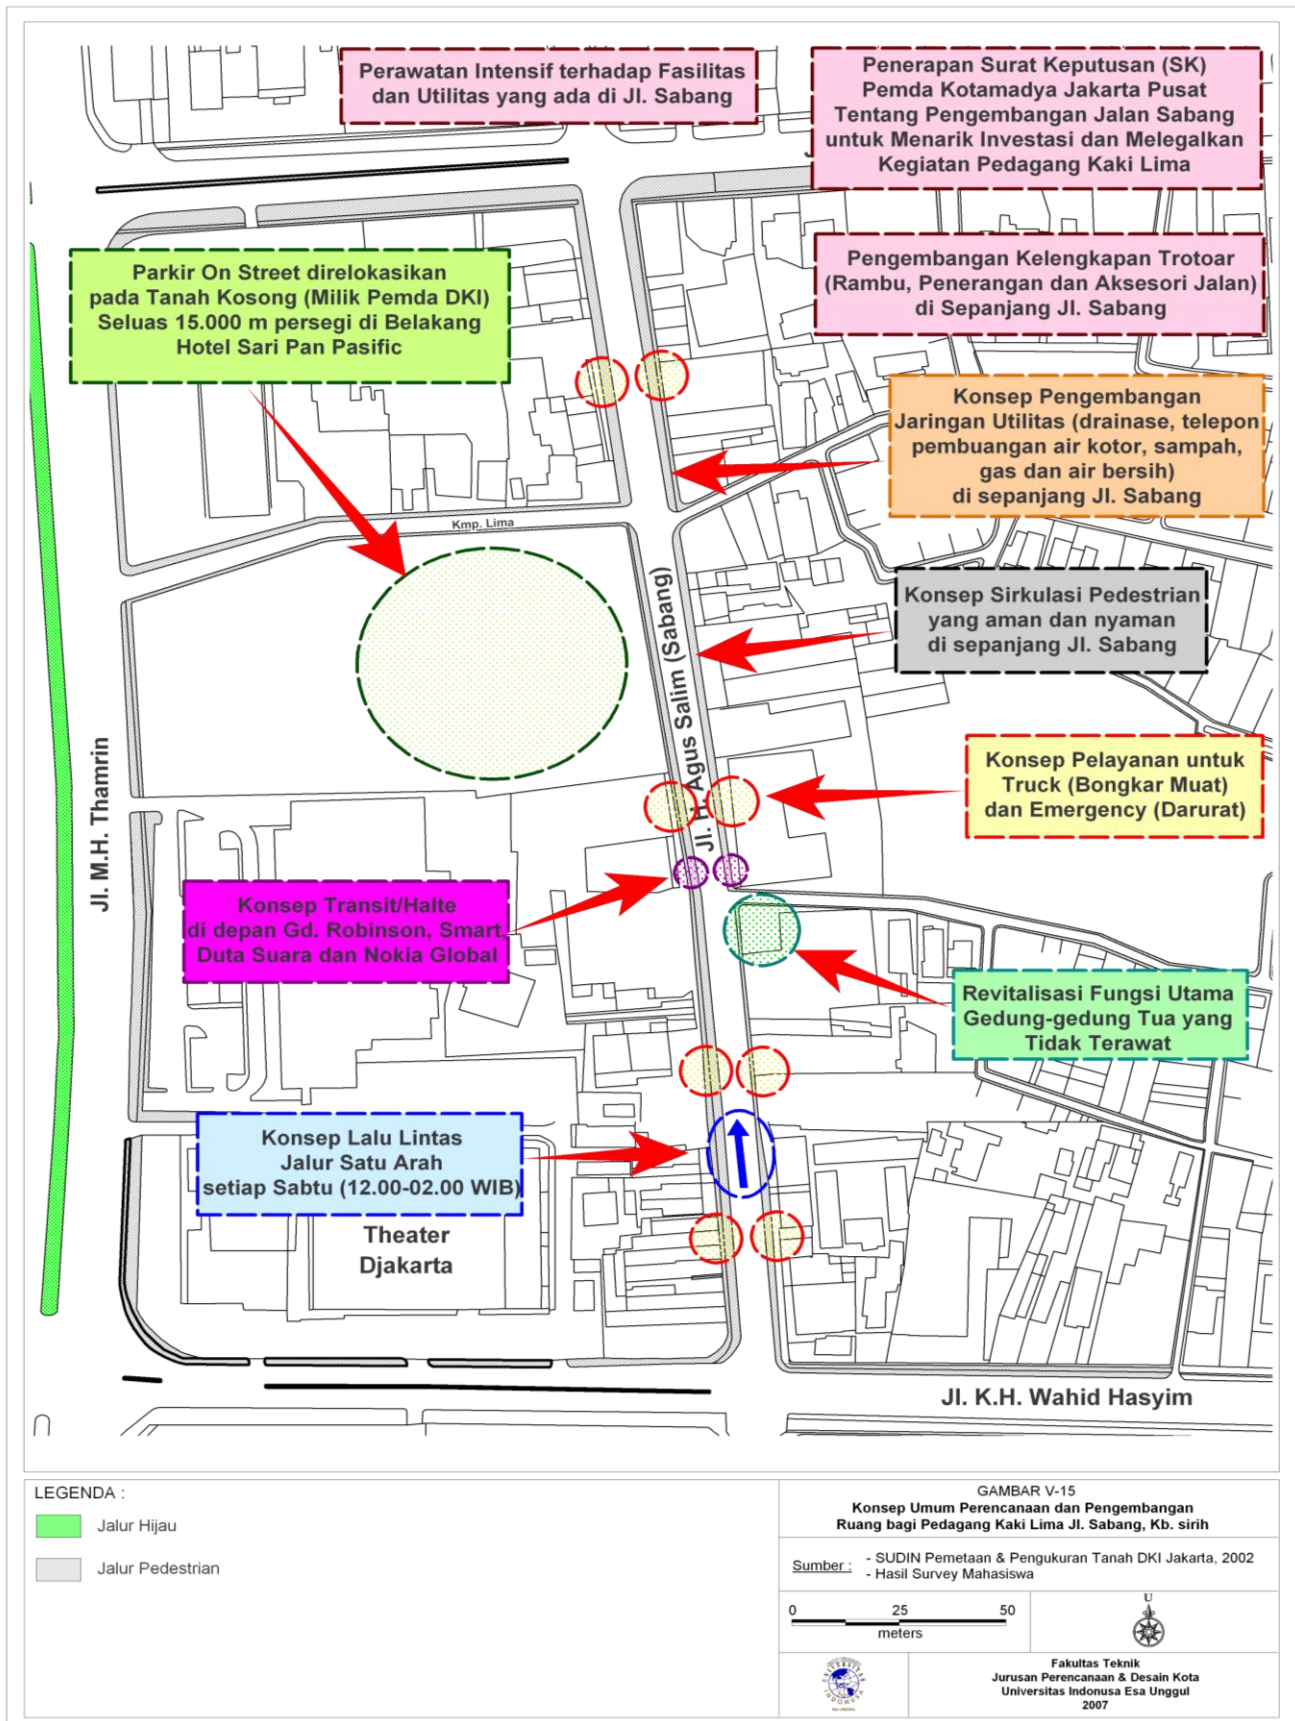 Perawatan Intensif terhadap Fasilitas
dan Utilitas yang ada di Jl. Sabang
Penerapan Surat Keputusan (SK)
Pemda Kotamadya Jakarta Pusat
Tentang Pengembangan Jalan Sabang
untuk Menarik Investasi dan Melegalkan
Kegiatan Pedagang Kaki Lima
J
Parkir On Street direlokasikan
pada Tanah Kosong (Milik Pemda DKI)
Seluas 15.000 m persegi di Belakang
Hotel Sari Pan Pasific
Pengembangan Kelengkapan Trotoar
(Rambu, Penerangan dan Aksesori Jalan)
di Sepanjang Jl. Sabang
Konsep Pengembangan
Jaringan Utilitas (drainase, telepon
pembuangan air kotor, sampah,
gas dan air bersih)
di sepanjang Jl. Sabang
Kmp. Lima
Konsep Sirkulasi Pedestrian
yang aman dan nyaman
di sepanjang Jl. Sabang
Jl. H. Agus Salim (Sabang)
Jl. M.H. Thamrin
Konsep Pelayanan untuk
Truck (Bongkar Muat)
dan Emergency (Darurat)
Konsep Transit/Halte
di depan Gd. Robinson, Smart,
Duta Suara dan Nokia Global
Revitalisasi Fungsi Utama
Gedung-gedung Tua yang
Tidak Terawat
Konsep Lalu Lintas
Jalur Satu Arah
setiap Sabtu (12.00-02.00 WIB)
Theater
Djakarta
Jl. K.H. Wahid Hasyim
LEGENDA :
Jalur Hijau
Jalur Pedestrian
GAMBAR V-15
Konsep Umum Perencanaan dan Pengembangan
Ruang bagi Pedagang Kaki Lima Jl. Sabang, Kb. sirih
Sumber : - SUDIN Pemetaan & Pengukuran Tanah DKI Jakarta, 2002
- Hasil Survey Mahasiswa
0 25 50
meters
U
UNIVERSITAS
INDONUSA
ESA UNGGUL
Fakultas Teknik
Jurusan Perencanaan & Desain Kota
Universitas Indonusa Esa Unggul
2007